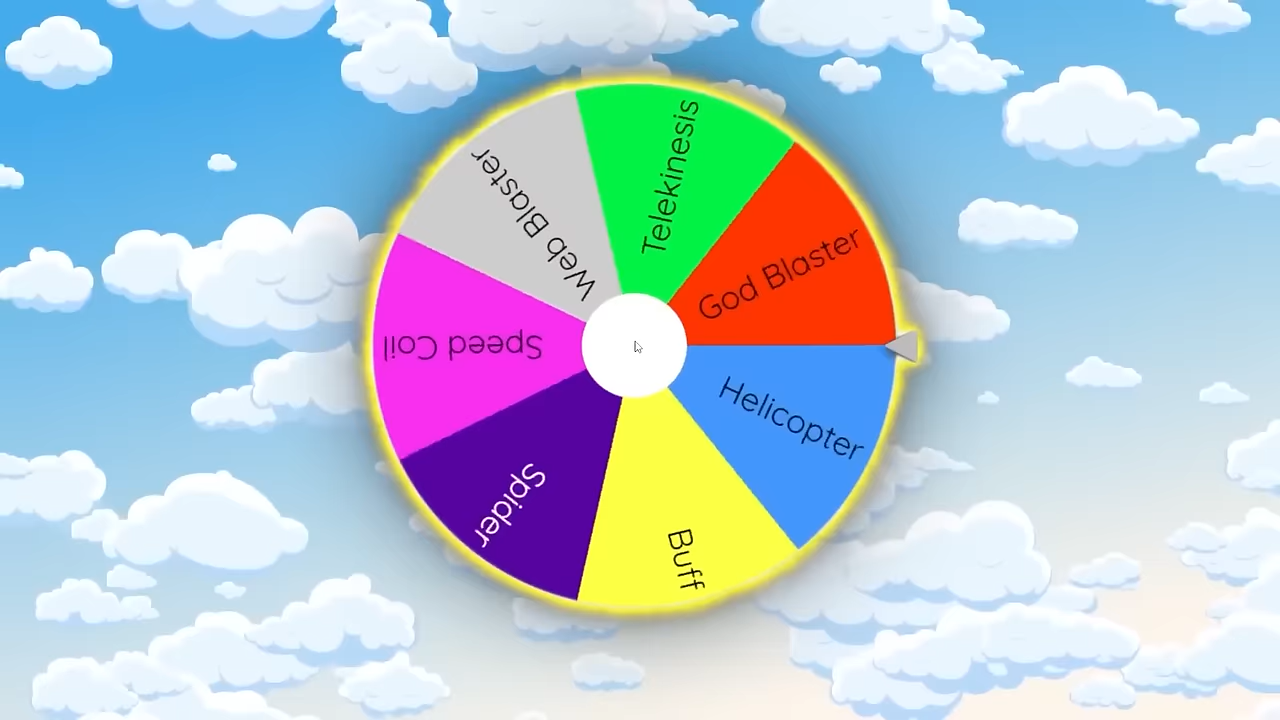 Telekinesis
God Blaster
Helicopter
Buff
Spider
Speed Coil
Web Blaster